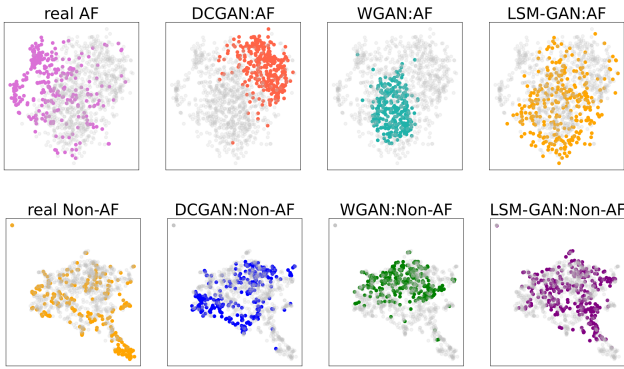 real AF
DCGAN:AF
WGAN:AF
LSM-GAN:AF
real Non-AF
DCGAN:Non-AF
WGAN:Non-AF
LSM-GAN:Non-AF